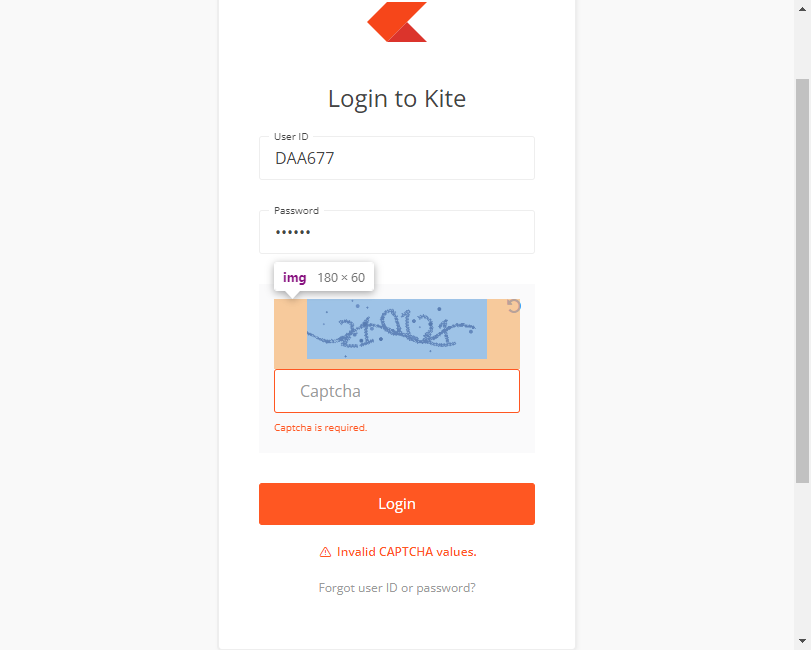 Login to Kite
User ID
DAA677
Password
••••••
img 180 × 60
Captcha
Captcha is required.
Login
Invalid CAPTCHA values.
Forgot user ID or password?